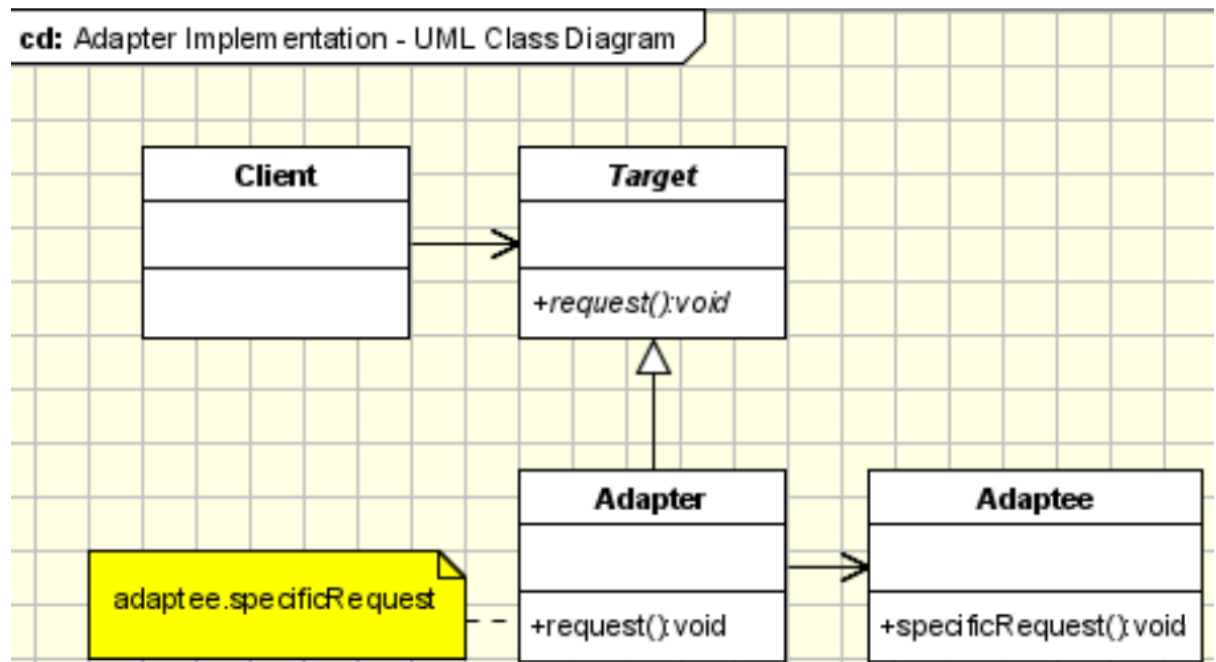 cd: Adapter Implementation - UML Class Diagram
Client
Target
+request():void
Adapter
Adaptee
adaptee.specificRequest
+request():void
+specificRequest():void